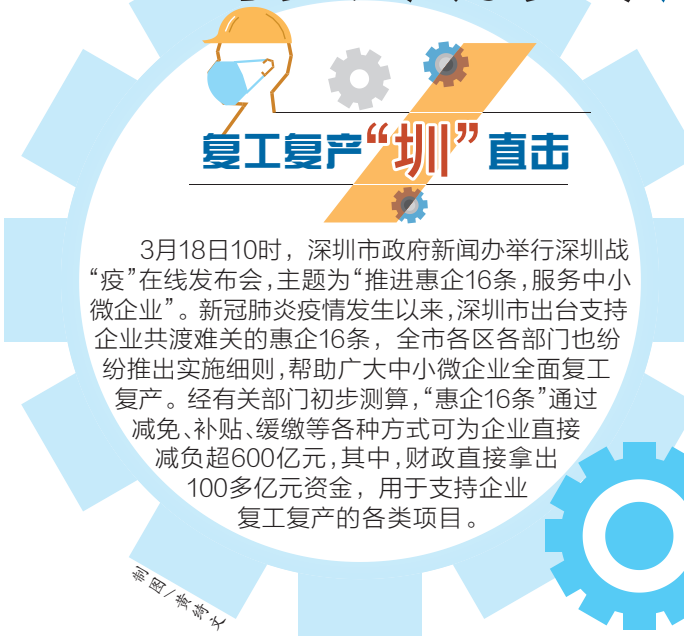 复工复产“圳”直击
3月18日10时，深圳市政府新闻办举行深圳战
“疫”在线发布会，主题为“推进惠企16条，服务中小
微企业”。新冠肺炎疫情发生以来，深圳市出台支持
企业共渡难关的惠企16条，全市各区各部门也纷
纷推出实施细则，帮助广大中小微企业全面复工
复产。经有关部门初步测算，“惠企16条”通过
减免、补贴、缓缴等各种方式可为企业直接
减负超600亿元，其中，财政直接拿出
100多亿元资金，用于支持企业
复工复产的各类项目。
制图/黄绮文